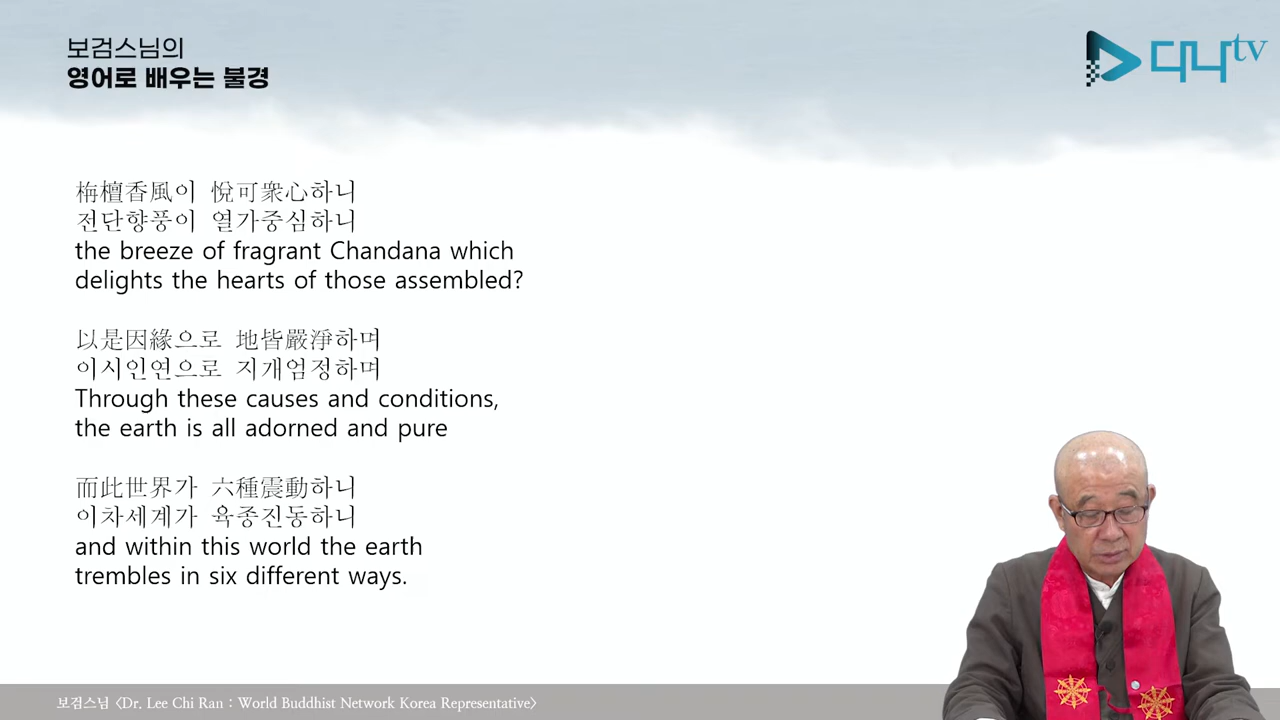 보검스님의
영어로 배우는 불경
다나tv
栴檀香風이 悅可衆心하니
전단향풍이 열가중심하니
the breeze of fragrant Chandana which
delights the hearts of those assembled?
以是因緣으로 地皆嚴淨하며
이시인연으로 지개엄정하며
Through these causes and conditions,
the earth is all adorned and pure
而此世界가 六種震動하니
이차세계가 육종진동하니
and within this world the earth
trembles in six different ways.
보검스님 <Dr. Lee Chi Ran : World Buddhist Network Korea Representative>